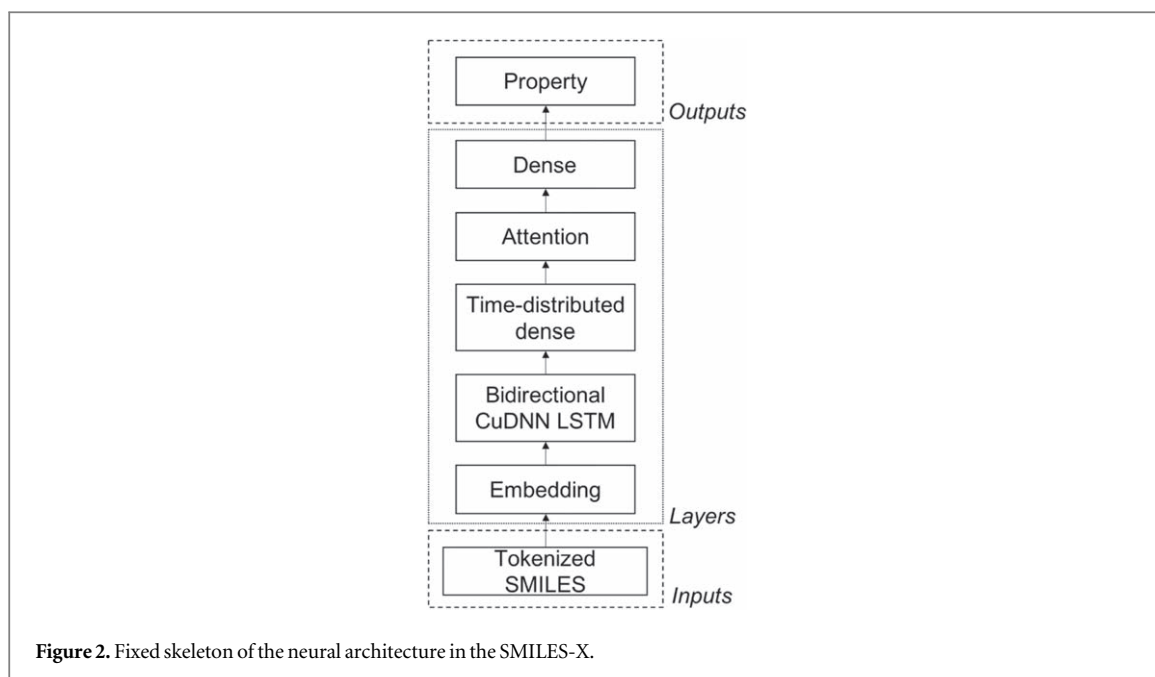 Property
Outputs
Dense
Attention
Time-distributed
dense
Bidirectional
CuDNN LSTM
Embedding
Layers
Tokenized
SMILES
Inputs
Figure 2. Fixed skeleton of the neural architecture in the SMILES-X.